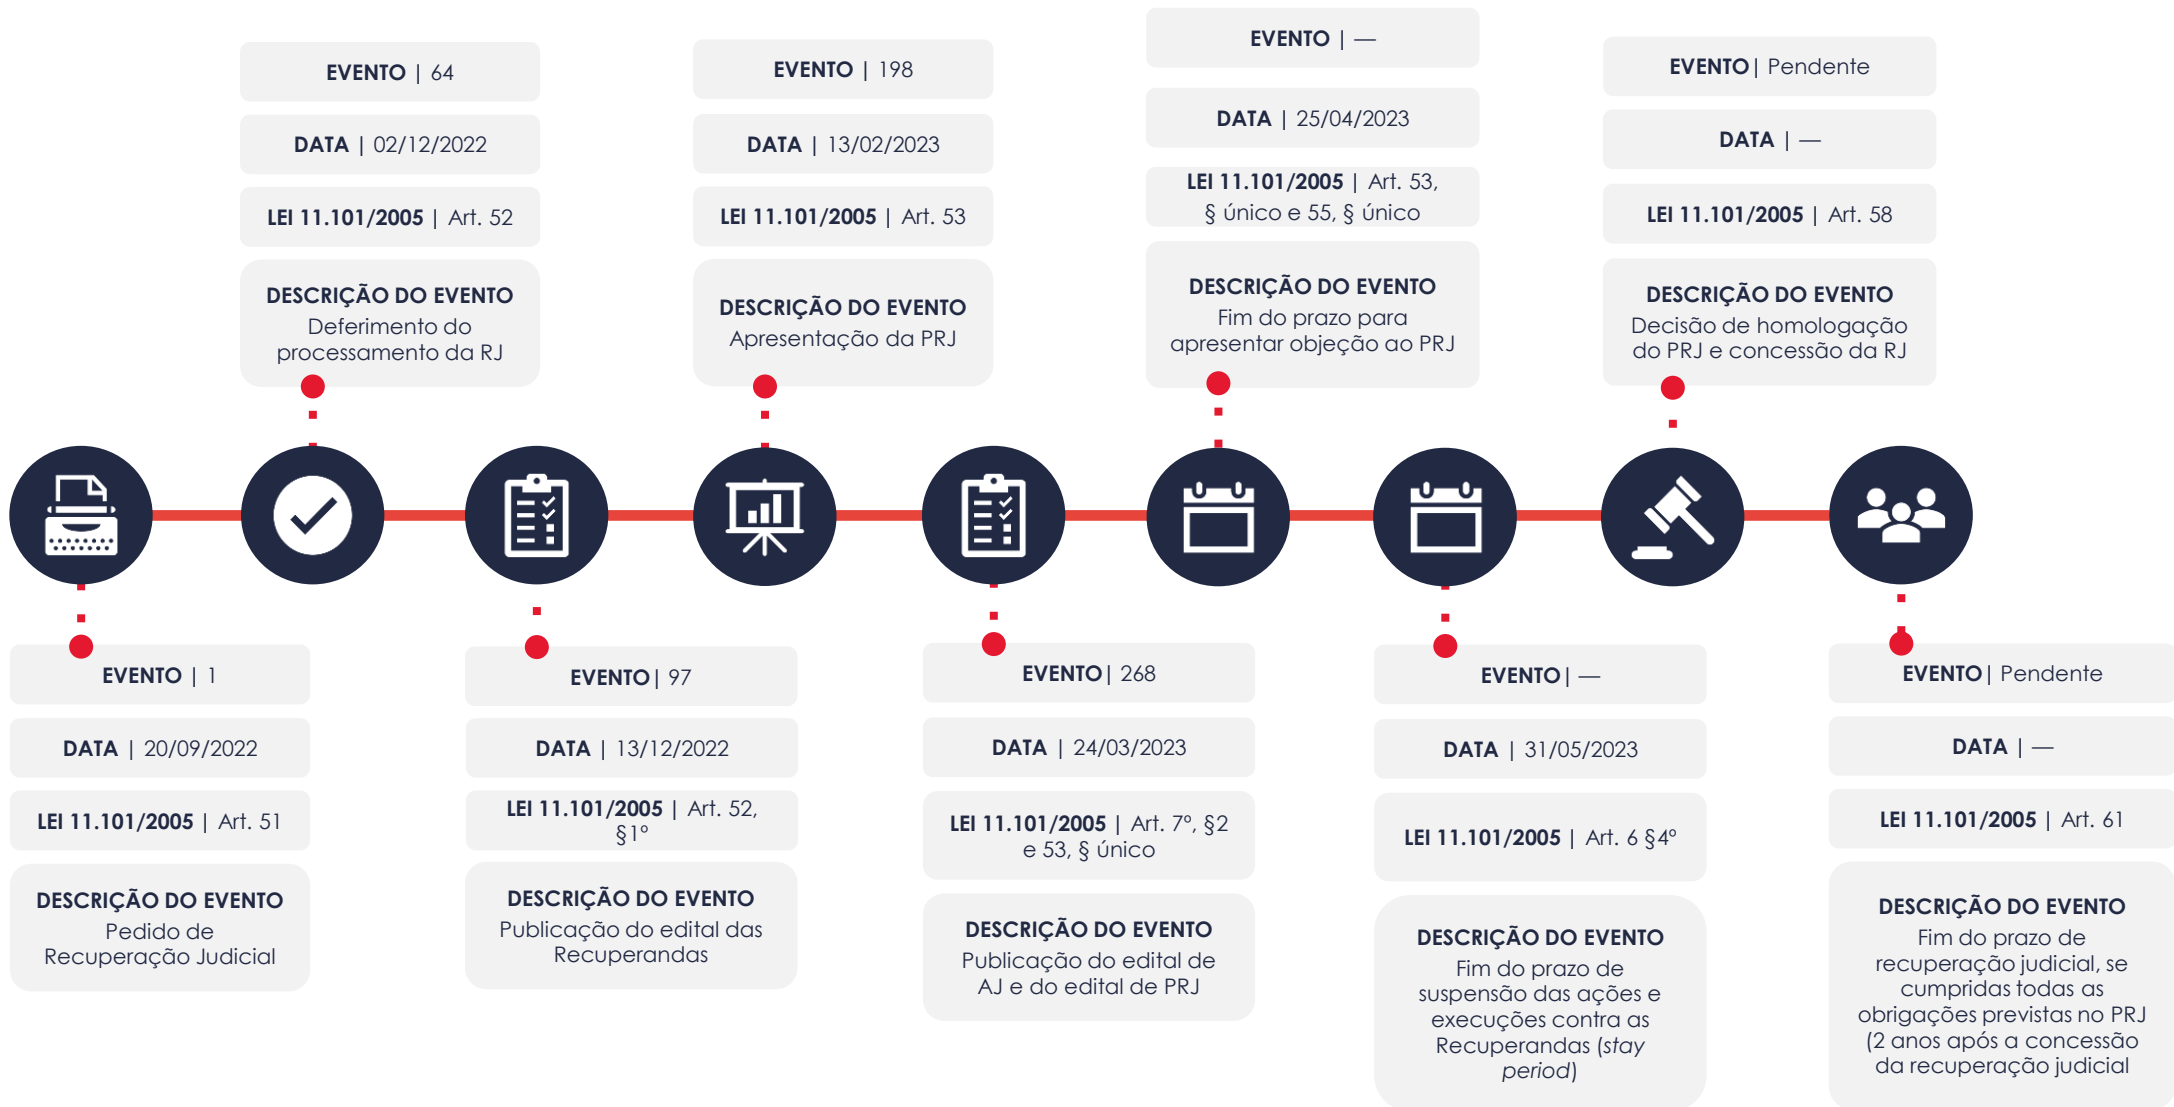 EVENTO | 1
DATA | 20/09/2022
LEI 11.101/2005 | Art. 51
DESCRIÇÃO DO EVENTO
Pedido de
Recuperação Judicial
EVENTO | 64
DATA | 02/12/2022
LEI 11.101/2005 | Art. 52
DESCRIÇÃO DO EVENTO
Deferimento do
processamento da RJ
EVENTO| 97
DATA | 13/12/2022
LEI 11.101/2005 | Art. 52,
§1º
DESCRIÇÃO DO EVENTO
Publicação do edital das
Recuperandas
EVENTO | 198
DATA | 13/02/2023
LEI 11.101/2005 | Art. 53
DESCRIÇÃO DO EVENTO
Apresentação da PRJ
EVENTO| 268
DATA | 24/03/2023
LEI 11.101/2005 | Art. 7º, §2
e 53, § único
DESCRIÇÃO DO EVENTO
Publicação do edital de
AJ e do edital de PRJ
EVENTO | —
DATA | 25/04/2023
LEI 11.101/2005 | Art. 53,
§ único e 55, § único
DESCRIÇÃO DO EVENTO
Fim do prazo para
apresentar objeção ao PRJ
EVENTO| —
DATA | 31/05/2023
LEI 11.101/2005 | Art. 6 §4º
DESCRIÇÃO DO EVENTO
Fim do prazo de
suspensão das ações e
execuções contra as
Recuperandas (stay
period)
EVENTO| Pendente
DATA | —
LEI 11.101/2005 | Art. 58
DESCRIÇÃO DO EVENTO
Decisão de homologação
do PRJ e concessão da RJ
EVENTO| Pendente
DATA | —
LEI 11.101/2005 | Art. 61
DESCRIÇÃO DO EVENTO
Fim do prazo de
recuperação judicial, se
cumpridas todas as
obrigações previstas no PRJ
(2 anos após a concessão
da recuperação judicial